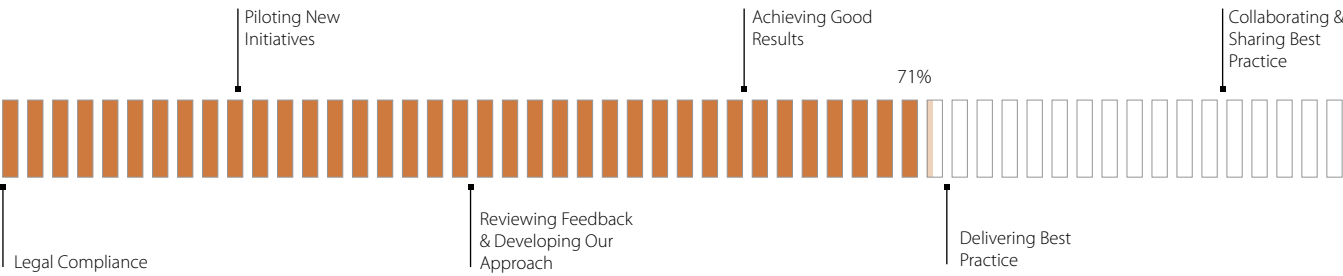 Piloting New
Initiatives
Achieving Good
Results
Collaborating &
Sharing Best
Practice
71%
Legal Compliance
Reviewing Feedback
& Developing Our
Approach
Delivering Best
Practice